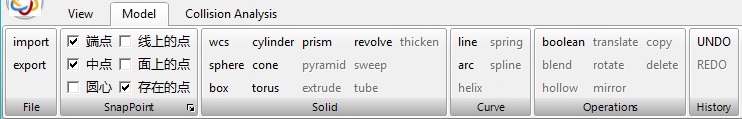 View Model Collision Analysis
import 端点 线上的点 wcs cylinder prism revolve thicken line spring boolean translate copy UNDO
export 中点 面上的点 sphere cone pyramid sweep arc spline blend rotate delete REDO
圆心 存在的点 box torus extrude tube helix hollow mirror
File SnapPoint Solid Curve Operations History